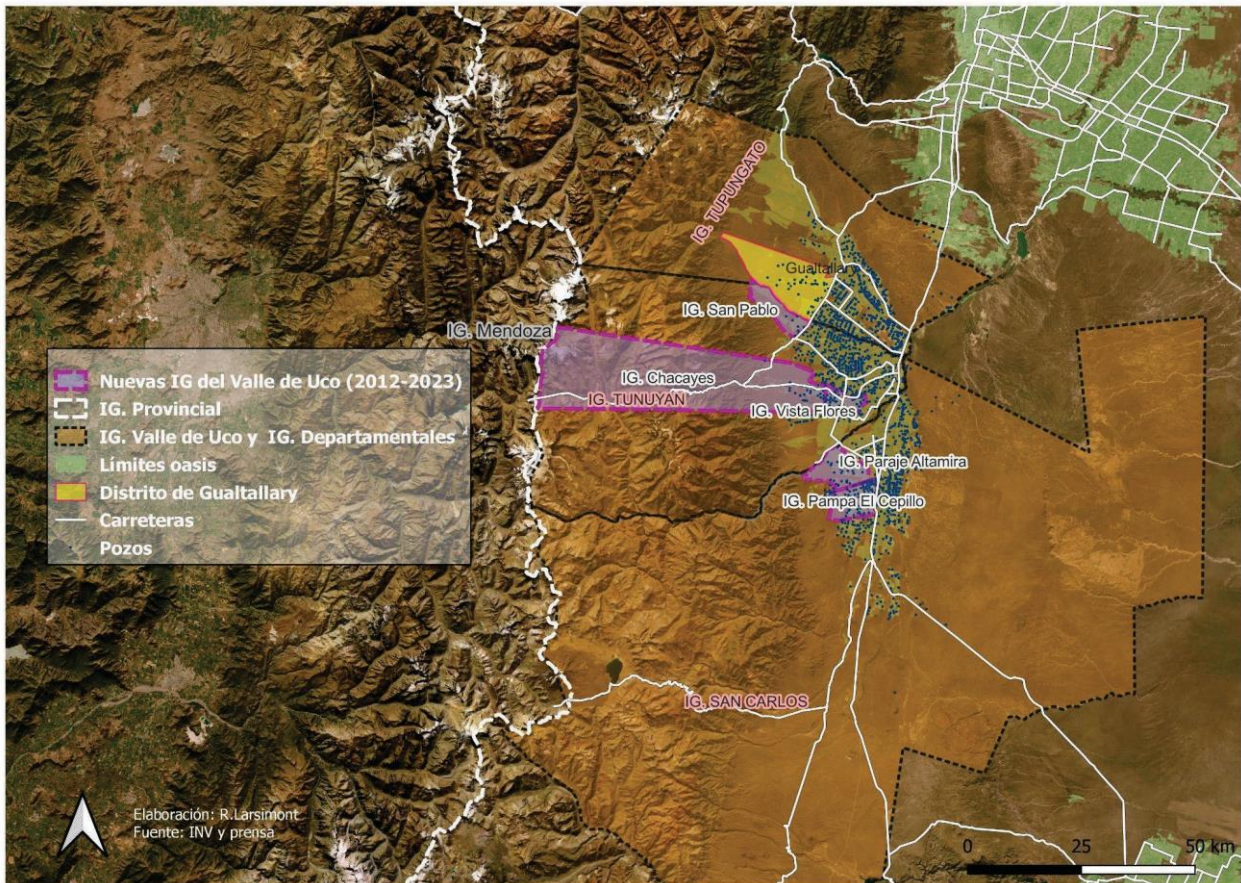 IG. TUPUNGATO
Gualtallary
IG. San Pablo
IG. Mendoza
IG. Chacayes
IG. TUNUYAN
IG. Vista Flores
IG. Paraje Altamira
IG. Pampa El Cepillo
IG. SAN CARLOS
Nuevas IG del Valle de Uco (2012-2023)
IG. Provincial
IG. Valle de Uco y IG. Departamentales
Límites oasis
Distrito de Gualtallary
Carreteras
Pozos
Elaboración: R.Larsimont
Fuente: INV y prensa
0 25 50 km